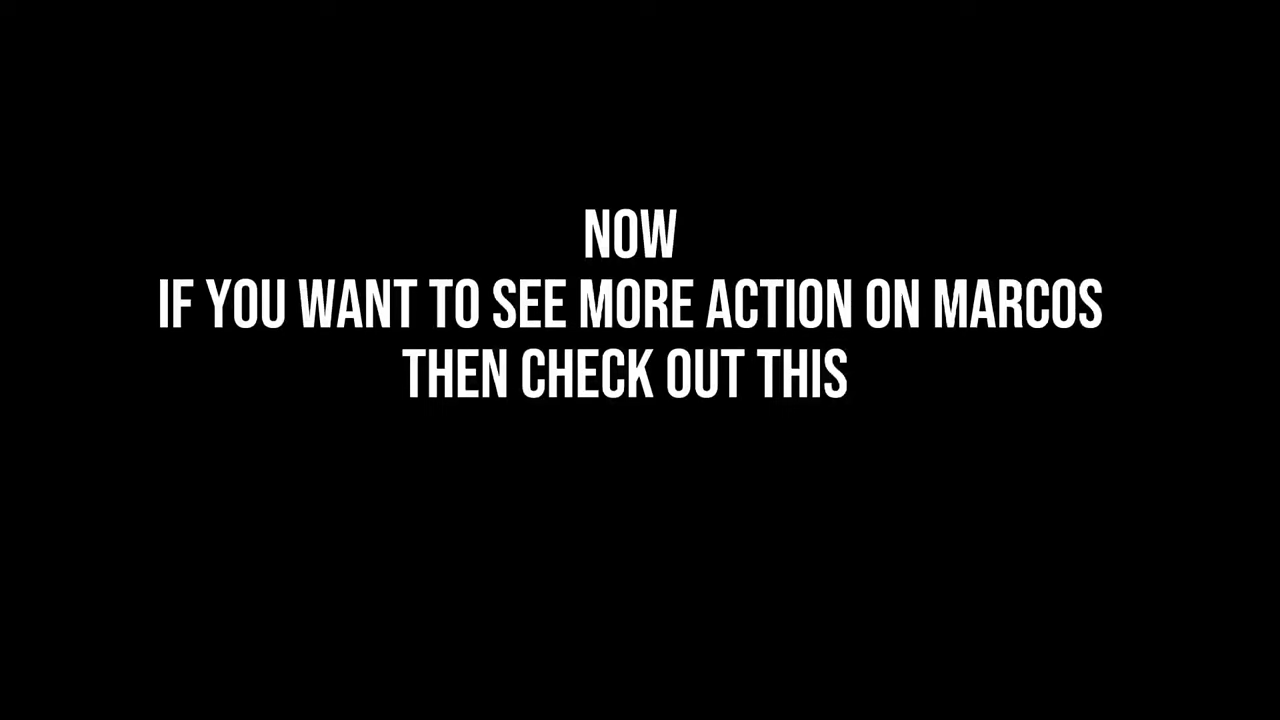 NOW
IF YOU WANT TO SEE MORE ACTION ON MARCOS
THEN CHECK OUT THIS